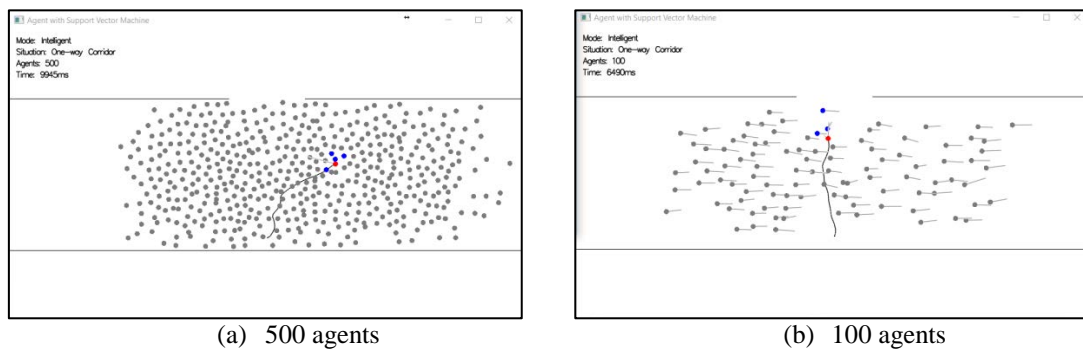 Agent with Support Vector Machine
Mode: Intelligent
Situation: One-way Corridor
Agents: 500
Time: 9945ms
(a) 500 agents
Agent with Support Vector Machine
Mode: Intelligent
Situation: One-way Corridor
Agents: 100
Time: 6490ms
(b) 100 agents